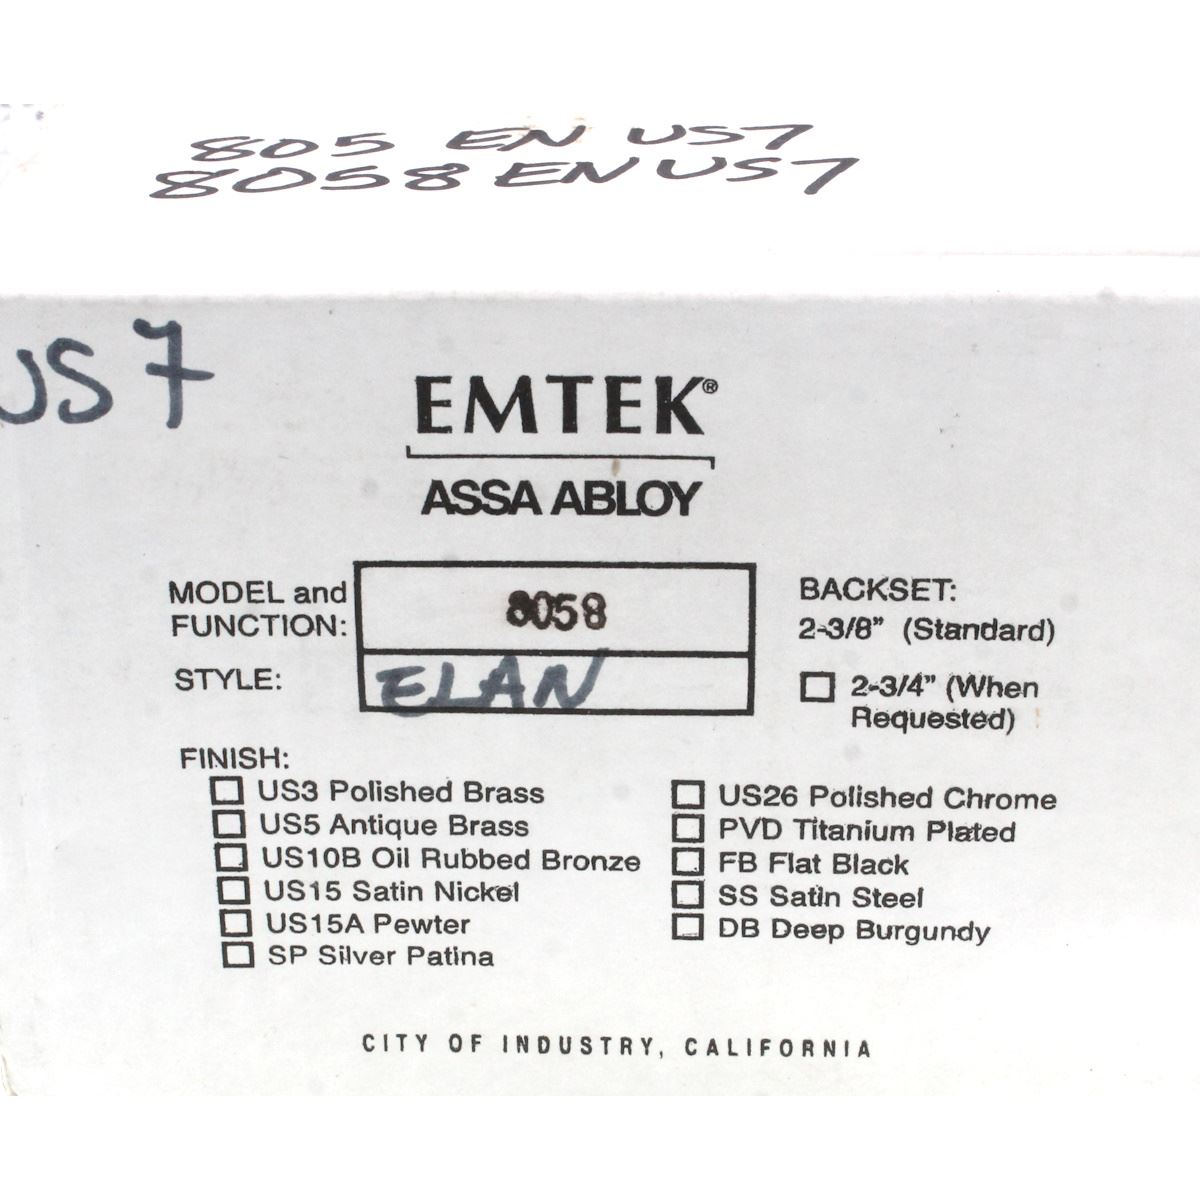 805 EN US7
8058 EN US7
US7
EMTEK®
ASSA ABLOY
MODEL and FUNCTION: 8058
STYLE: ELAN
BACKSET:
2-3/8" (Standard)
2-3/4" (When
Requested)
FINISH:
US3 Polished Brass
US5 Antique Brass
US10B Oil Rubbed Bronze
US15 Satin Nickel
US15A Pewter
SP Silver Patina
US26 Polished Chrome
PVD Titanium Plated
FB Flat Black
SS Satin Steel
DB Deep Burgundy
CITY OF INDUSTRY, CALIFORNIA